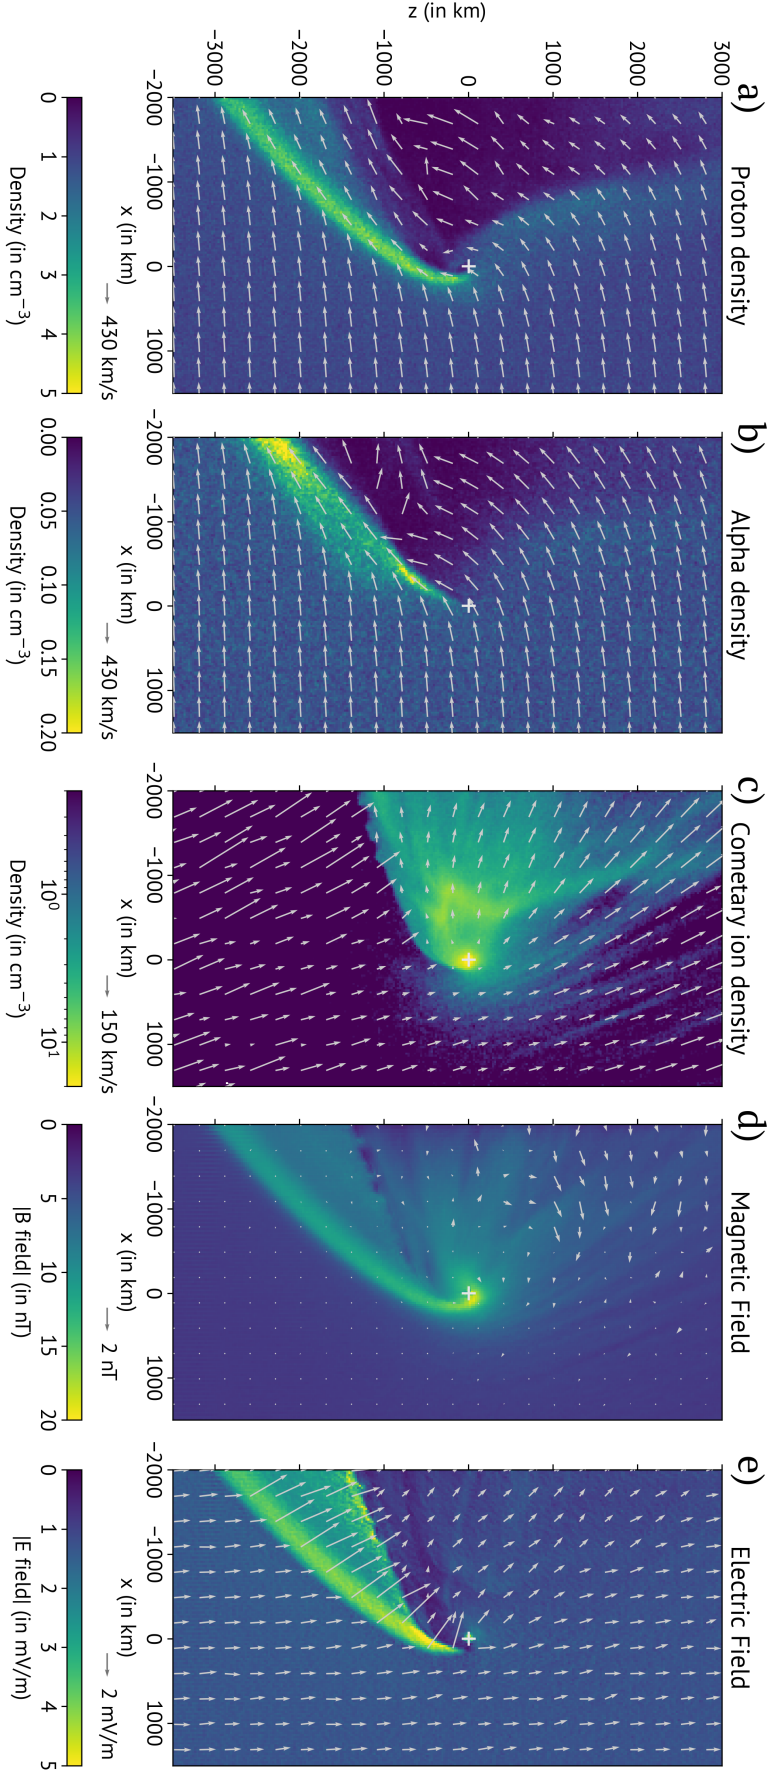 a) Proton density
z (in km)
3000
2000
1000
0
−1000
−2000
−3000
−2000 −1000 0 1000
x (in km)
430 km/s
0 1 2 3 4 5
Density (in cm⁻³)
b) Alpha density
−2000 −1000 0 1000
x (in km)
430 km/s
0.00 0.05 0.10 0.15 0.20
Density (in cm⁻³)
c) Cometary ion density
−2000 −1000 0 1000
x (in km)
150 km/s
10⁰ 10¹
Density (in cm⁻³)
d) Magnetic Field
−2000 −1000 0 1000
x (in km)
2 nT
0 5 10 15 20
|B field| (in nT)
e) Electric Field
−2000 −1000 0 1000
x (in km)
2 mV/m
0 1 2 3 4 5
|E field| (in mV/m)